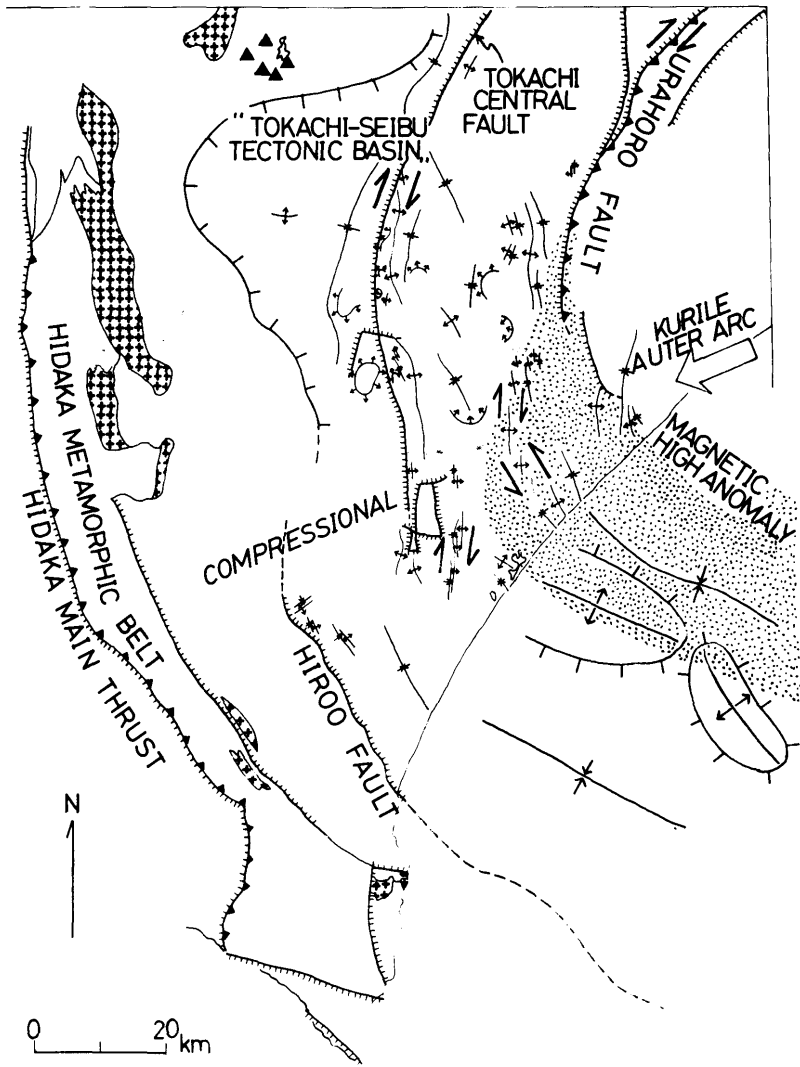 TOKACHI
CENTRAL
FAULT
URAHORO FAULT
" TOKACHI-SEIBU
TECTONIC BASIN„
KURILE
AUTER ARC
HIDAKA METAMORPHIC BELT
HIDAKA MAIN THRUST
MAGNETIC
HIGH ANOMALY
COMPRESSIONAL
HIROO FAULT
N
0 20 km